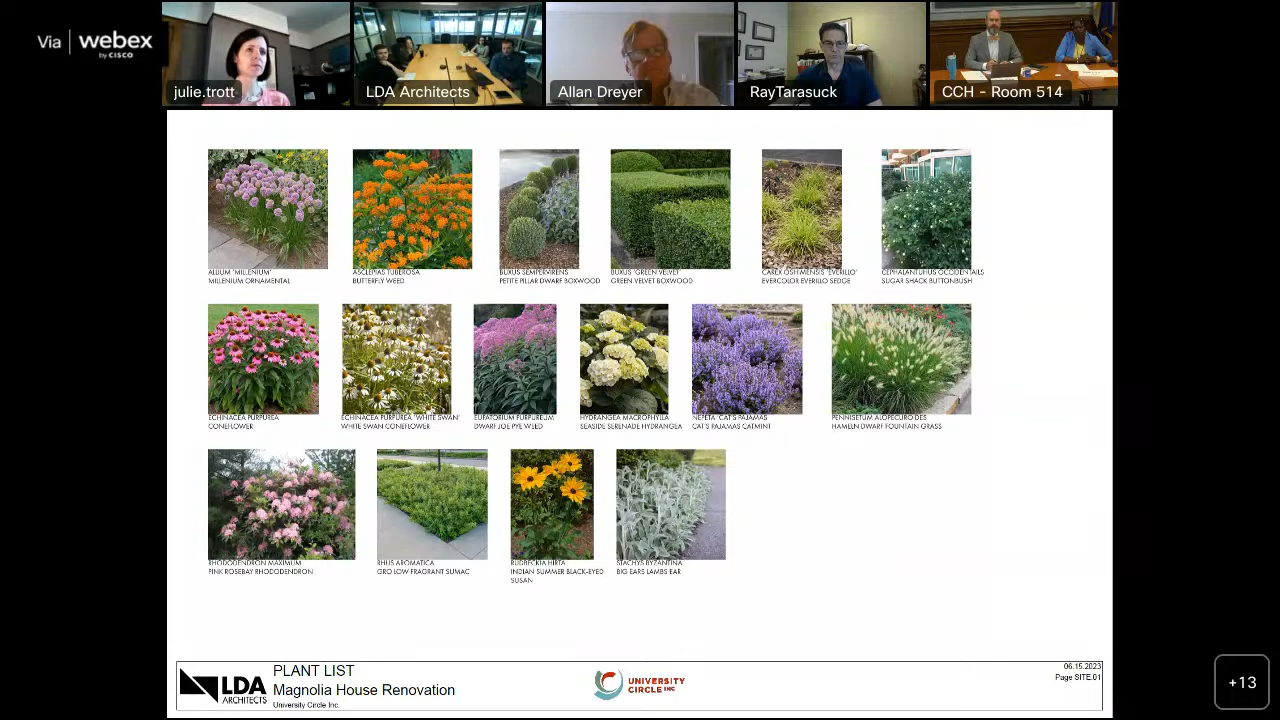 Via webex
by CISCO
julie.trott
LDA Architects
Allan Dreyer
RayTarasuck
CCH - Room 514
ALLIUM 'MILLENIUM'
MILLENIUM ORNAMENTAL
ASCLEPIAS TUBEROSA
BUTTERFLY WEED
BUXUS SEMPERVIRENS
PETITE PILLAR DWARF BOXWOOD
BUXUS 'GREEN VELVET'
GREEN VELVET BOXWOOD
CAREX OSHIMENSIS 'EVERILLO'
EVERCOLOR EVERILLO SEDGE
CEPHALANTUHUS OCCIDENTAILS
SUGAR SHACK BUTTONBUSH
ECHINACEA PURPUREA
CONEFLOWER
ECHINACEA PURPUREA 'WHITE SWAN'
WHITE SWAN CONEFLOWER
EUPATORIUM PURPUREUM
DWARF JOE PYE WEED
HYDRANGEA MACROPHYLLA
SEASIDE SERENADE HYDRANGEA
NEPETA 'CAT'S PAJAMAS
CAT'S PAJAMAS CATMINT
PENNISETUM ALOPECUROIDES
HAMELN DWARF FOUNTAIN GRASS
RHODODENDRON MAXIMUM
PINK ROSEBAY RHODODENDRON
RHUS AROMATICA
GRO LOW FRAGRANT SUMAC
RUDBECKIA HIRTA
INDIAN SUMMER BLACK-EYED
SUSAN
STACHYS BYZANTINA
BIG EARS LAMBS EAR
LDA
ARCHITECTS
PLANT LIST
Magnolia House Renovation
University Circle Inc.
UNIVERSITY
CIRCLE INC
06.15.2023
Page SITE.01
+13